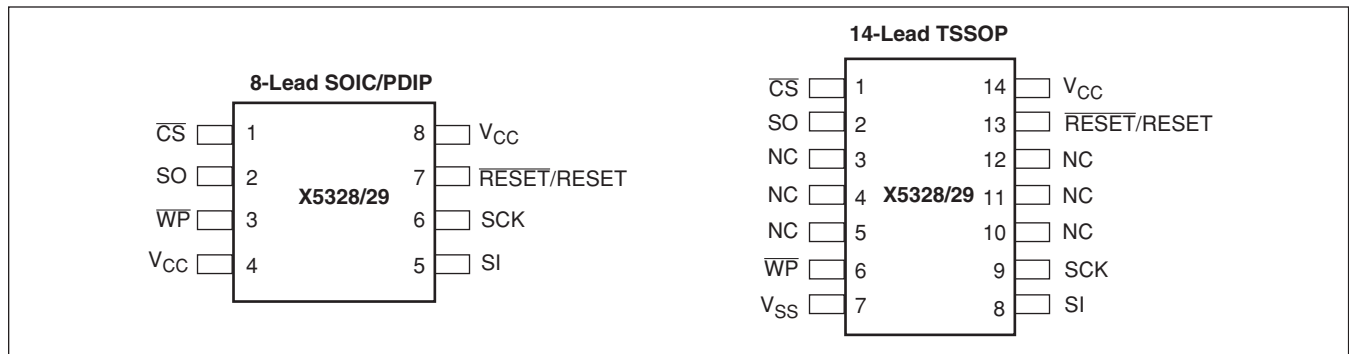 14-Lead TSSOP
8-Lead SOIC/PDIP
CS 1 8 VCC
SO 2 7 RESET/RESET
X5328/29
WP 3 6 SCK
VCC 4 5 SI
CS 1 14 VCC
SO 2 13 RESET/RESET
NC 3 12 NC
NC 4 X5328/29 11 NC
NC 5 10 NC
WP 6 9 SCK
VSS 7 8 SI